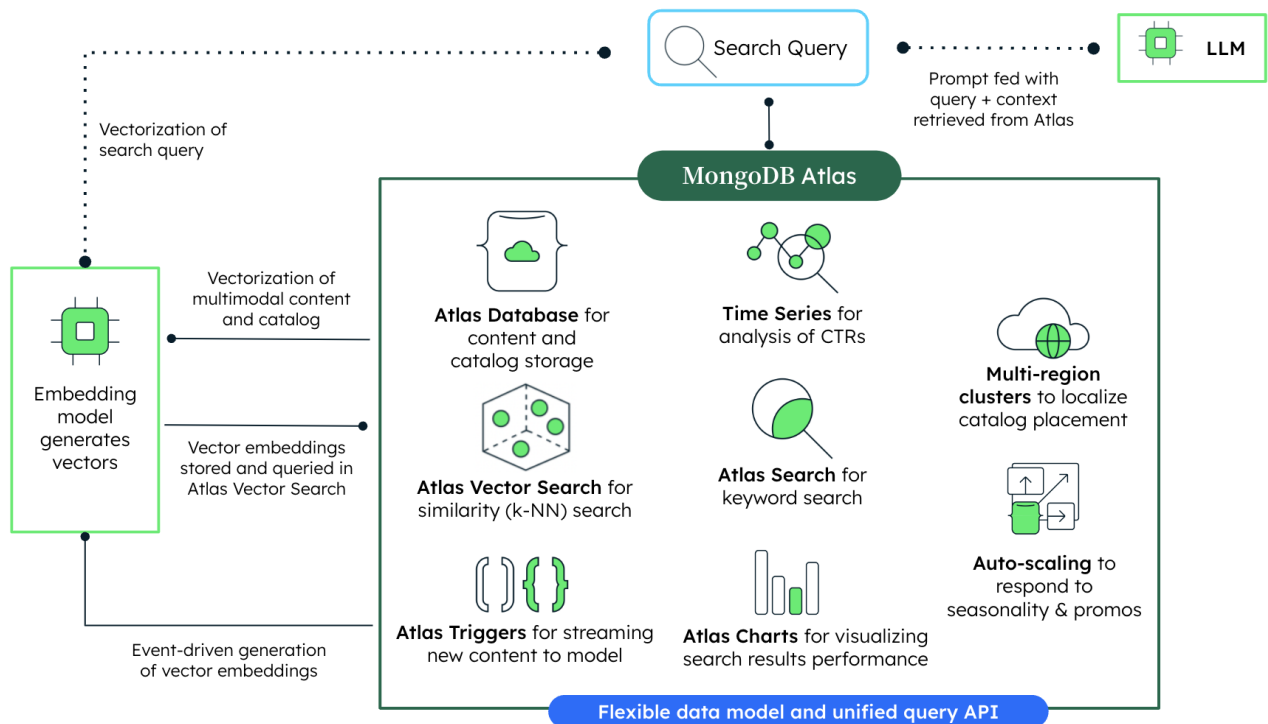 Search Query
LLM
Prompt fed with
query + context
retrieved from Atlas
Vectorization of
search query
MongoDB Atlas
Vectorization of
multimodal content
and catalog
Atlas Database for
content and
catalog storage
Time Series for
analysis of CTRs
Multi-region
clusters to localize
catalog placement
Embedding
model
generates
vectors
Vector embeddings
stored and queried in
Atlas Vector Search
Atlas Vector Search for
similarity (k-NN) search
Atlas Search for
keyword search
Auto-scaling to
respond to
seasonality & promos
Atlas Triggers for streaming
new content to model
Atlas Charts for visualizing
search results performance
Event-driven generation
of vector embeddings
Flexible data model and unified query API